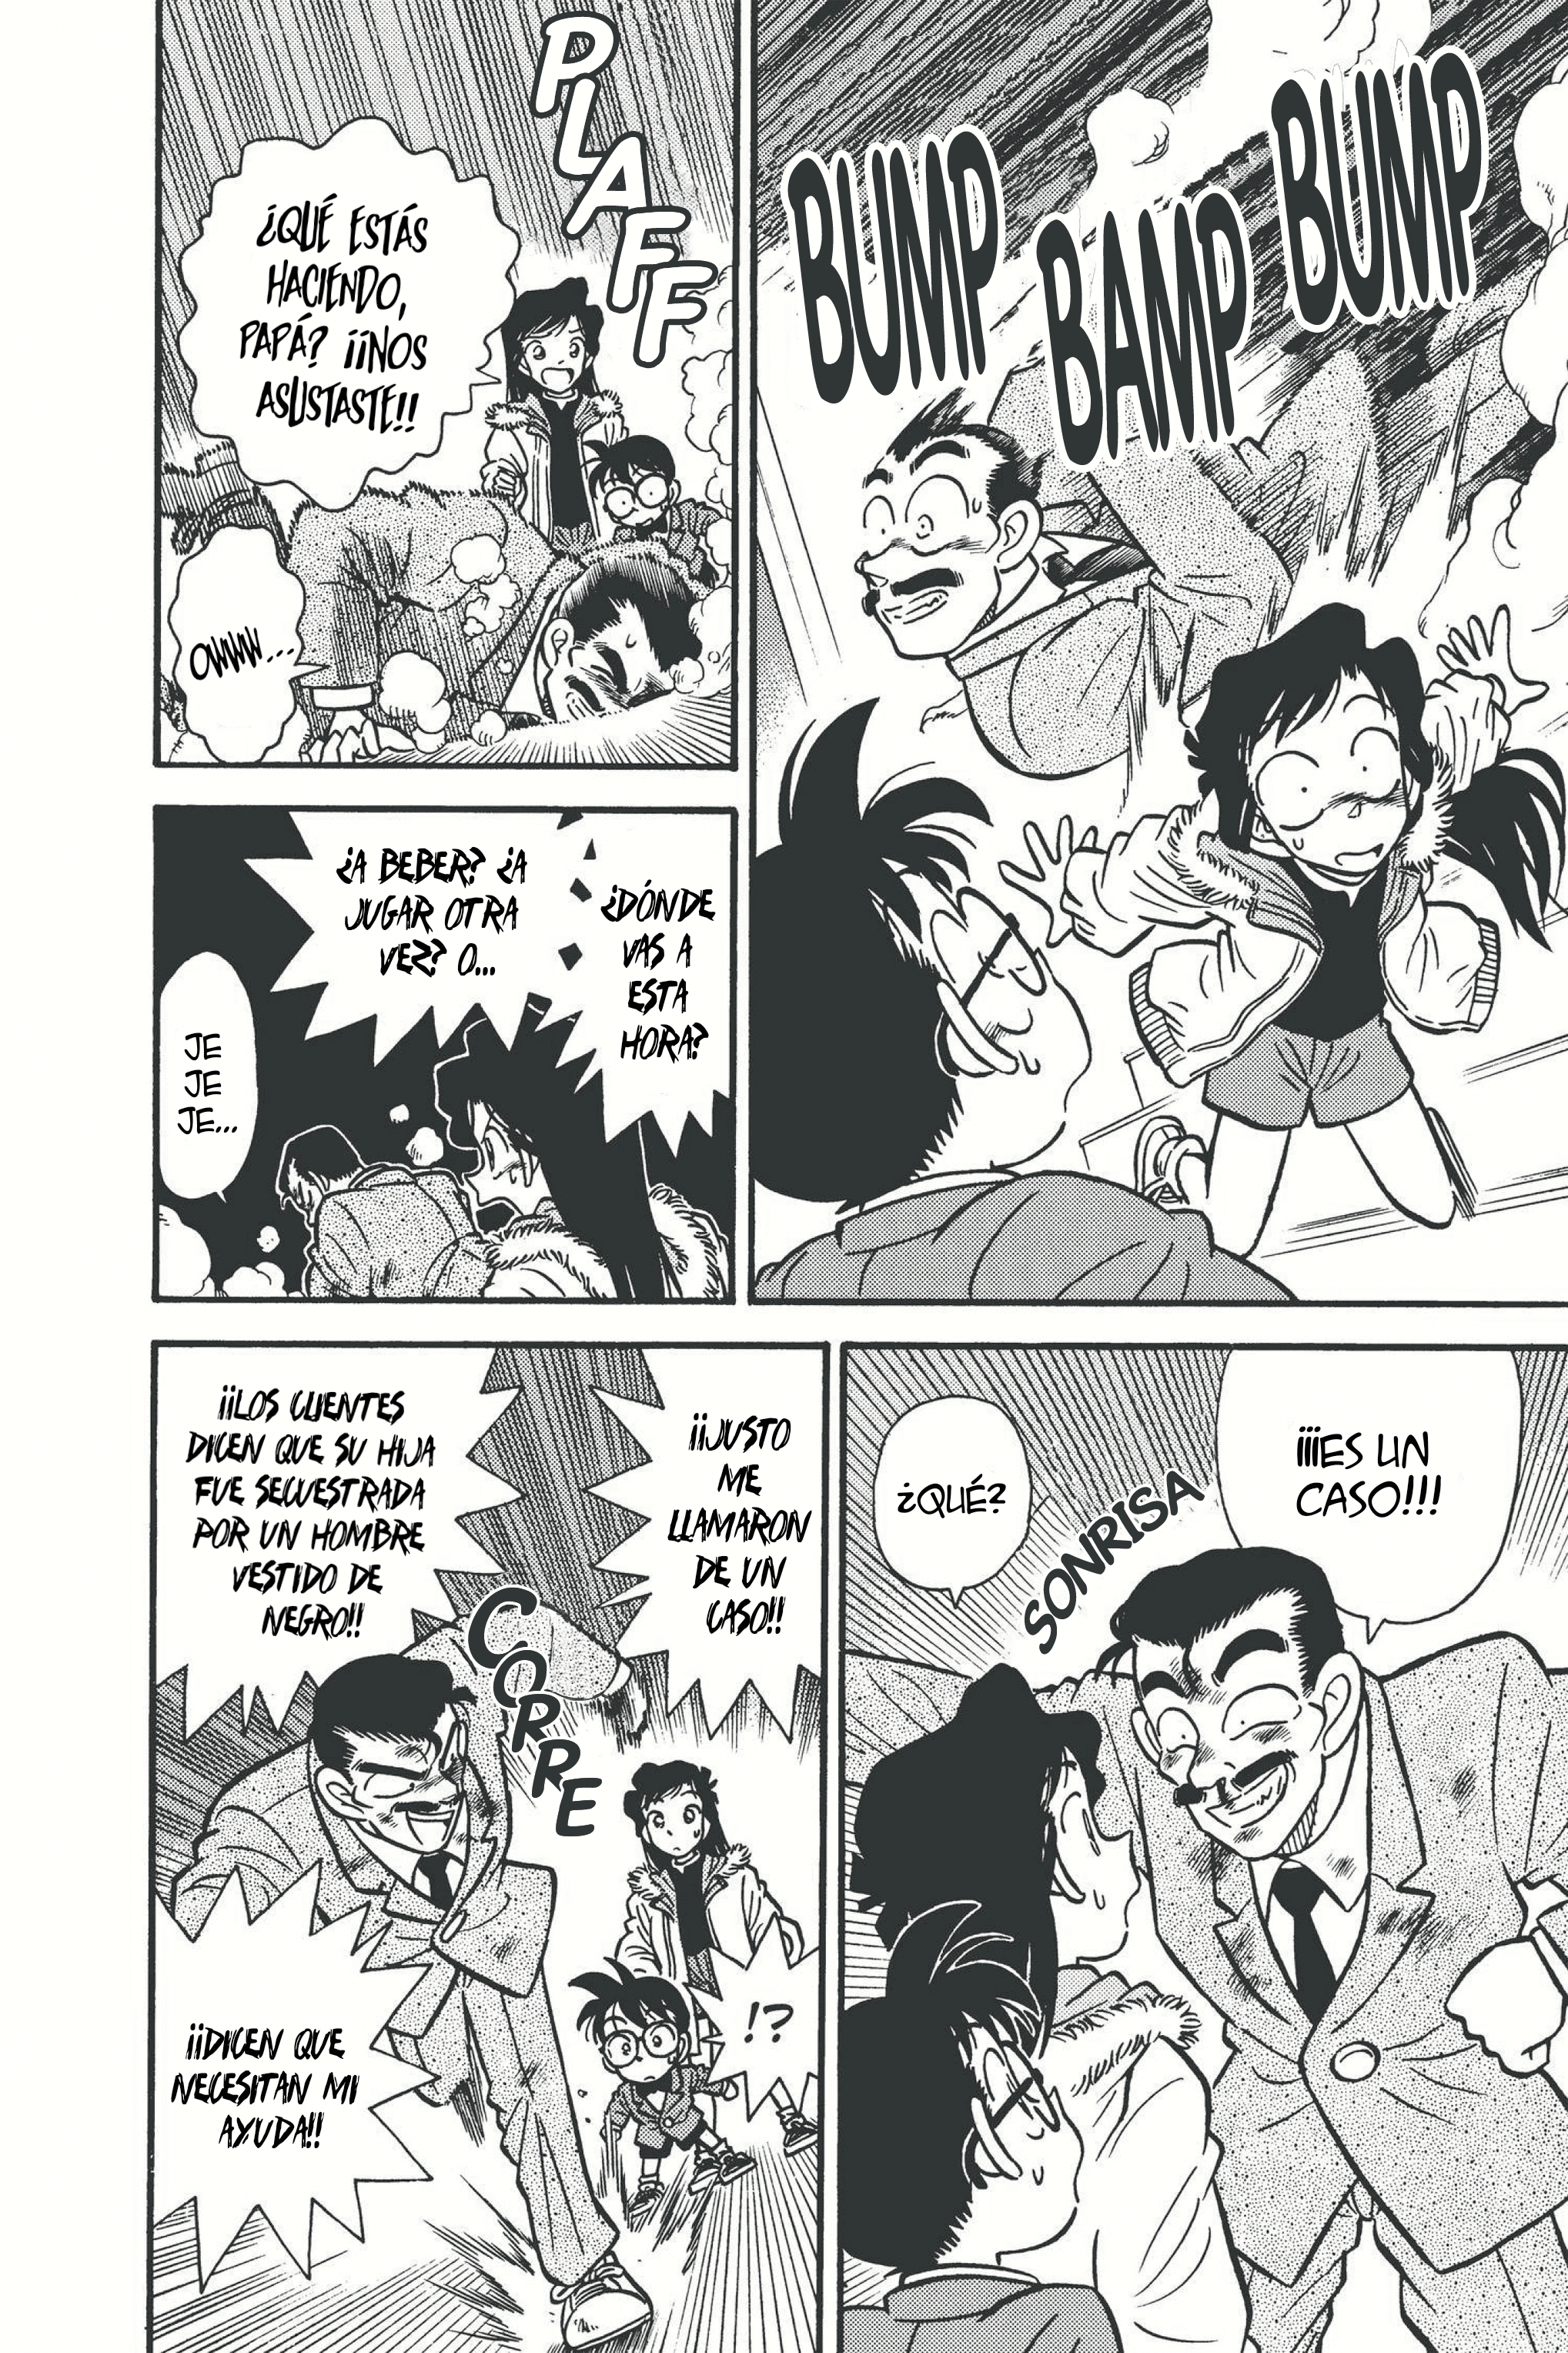 BUMP
BAMP
BUMP
PLAFF
¿QUÉ ESTÁS
HACIENDO,
PAPÁ? ¡¡NOS
ASUSTASTE!!
OWWW...
¿DÓNDE
VAS A
ESTA
HORA?
¿A BEBER? ¿A
JUGAR OTRA
VEZ? O...
JE
JE
JE...
¡¡¡ES UN
CASO!!!
SONRISA
¿QUÉ?
¡¡JUSTO
ME
LLAMARON
DE UN
CASO!!
¡¡LOS CLIENTES
DICEN QUE SU HIJA
FUE SECUESTRADA
POR UN HOMBRE
VESTIDO DE
NEGRO!!
CORRE
!?
¡¡DICEN QUE
NECESITAN MI
AYUDA!!